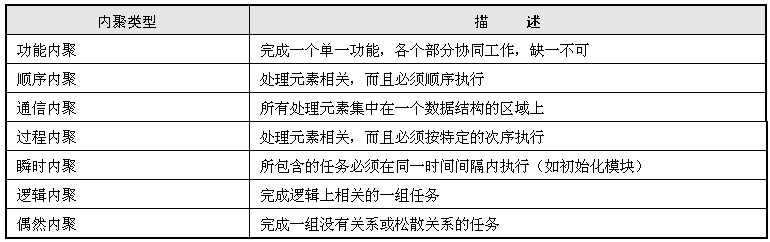 内聚类型 描 述
功能内聚 完成一个单一功能，各个部分协同工作，缺一不可
顺序内聚 处理元素相关，而且必须顺序执行
通信内聚 所有处理元素集中在一个数据结构的区域上
过程内聚 处理元素相关，而且必须按特定的次序执行
瞬时内聚 所包含的任务必须在同一时间间隔内执行（如初始化模块）
逻辑内聚 完成逻辑上相关的一组任务
偶然内聚 完成一组没有关系或松散关系的任务